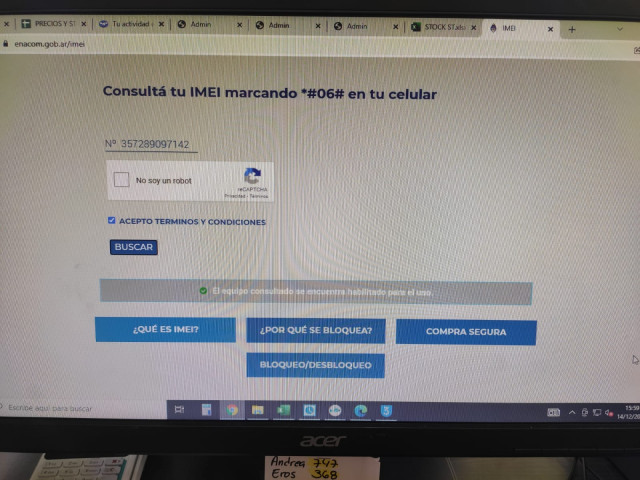 PRECIOS Y ST
Tu actividad
Admin
Admin
Admin
STOCK STatu
IMEI
enacom.gob.ar/imei
Consultá tu IMEI marcando *#06# en tu celular
Nº 357289097142
No soy un robot
reCAPTCHA
Privacidad - Términos
ACEPTO TERMINOS Y CONDICIONES
BUSCAR
El equipo consultado se encuentra habilitado para el uso.
¿QUÉ ES IMEI?
¿POR QUÉ SE BLOQUEA?
COMPRA SEGURA
BLOQUEO/DESBLOQUEO
Escribe aquí para buscar
15:59
14/12/20
acer
Andrea 747
Eros 368